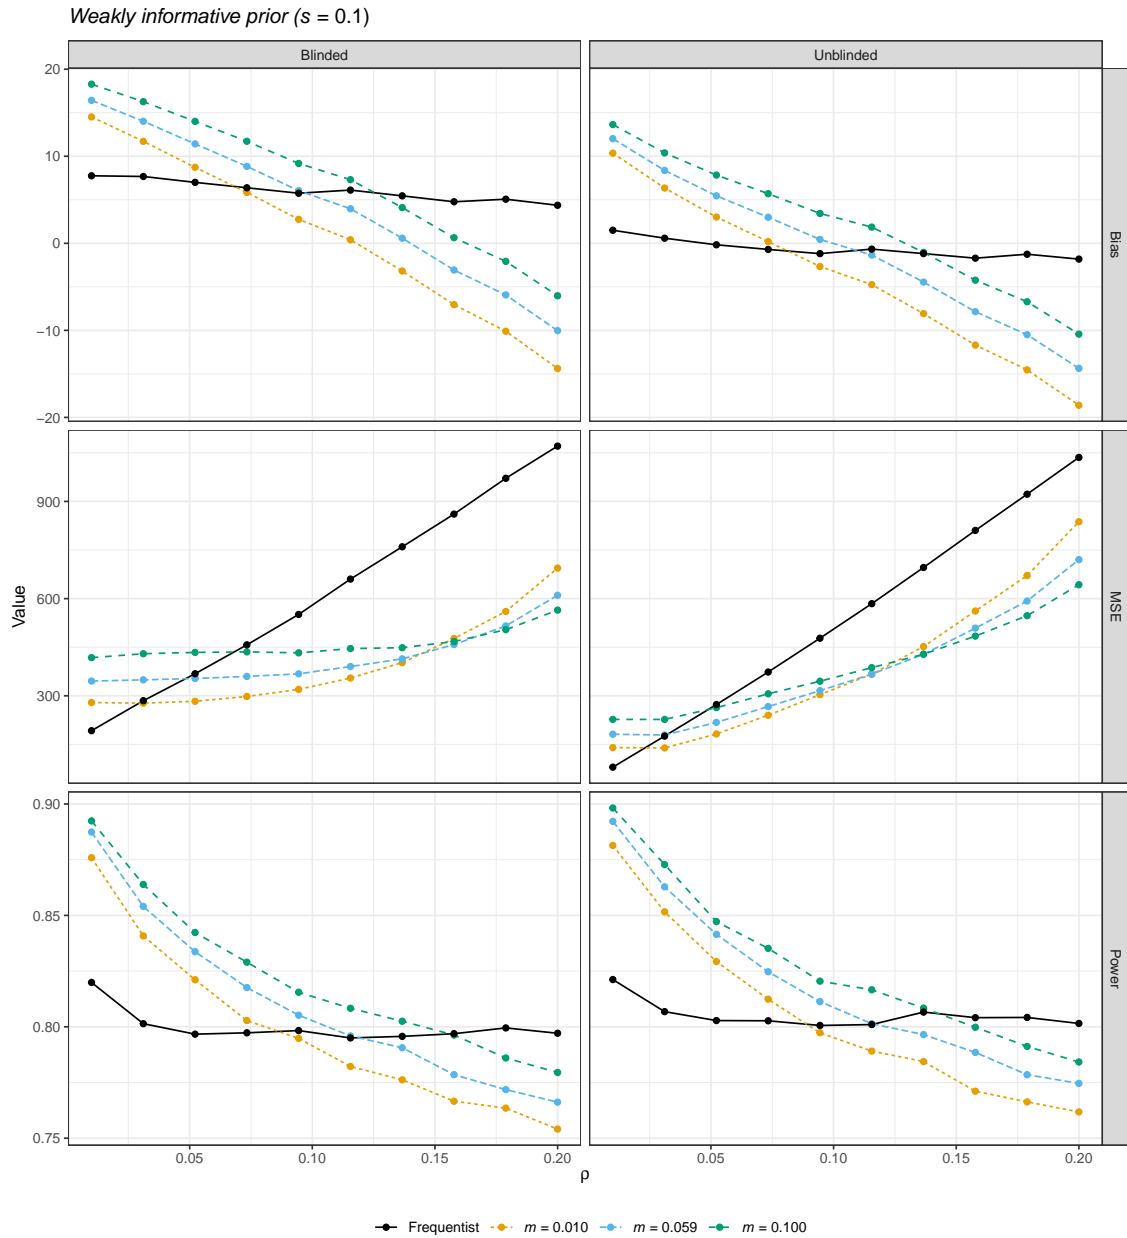 Weakly informative prior (s = 0.1)
Blinded
Unblinded
20
10
0
−10
−20
Bias
900
600
300
MSE
0.90
0.85
0.80
0.75
Power
Value
0.05 0.10 0.15 0.20
0.05 0.10 0.15 0.20
ρ
Frequentist m = 0.010 m = 0.059 m = 0.100